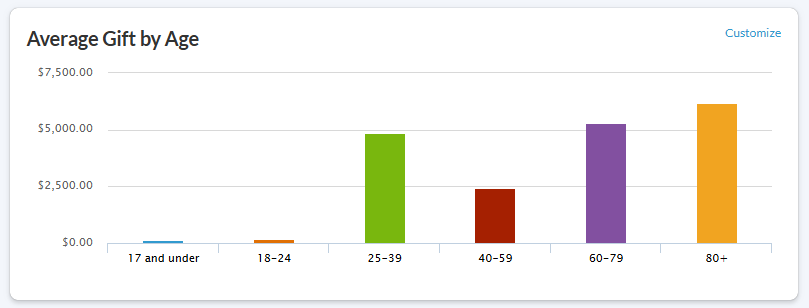 Average Gift by Age
Customize
$7,500.00
$5,000.00
$2,500.00
$0.00
17 and under 18-24 25-39 40-59 60-79 80+